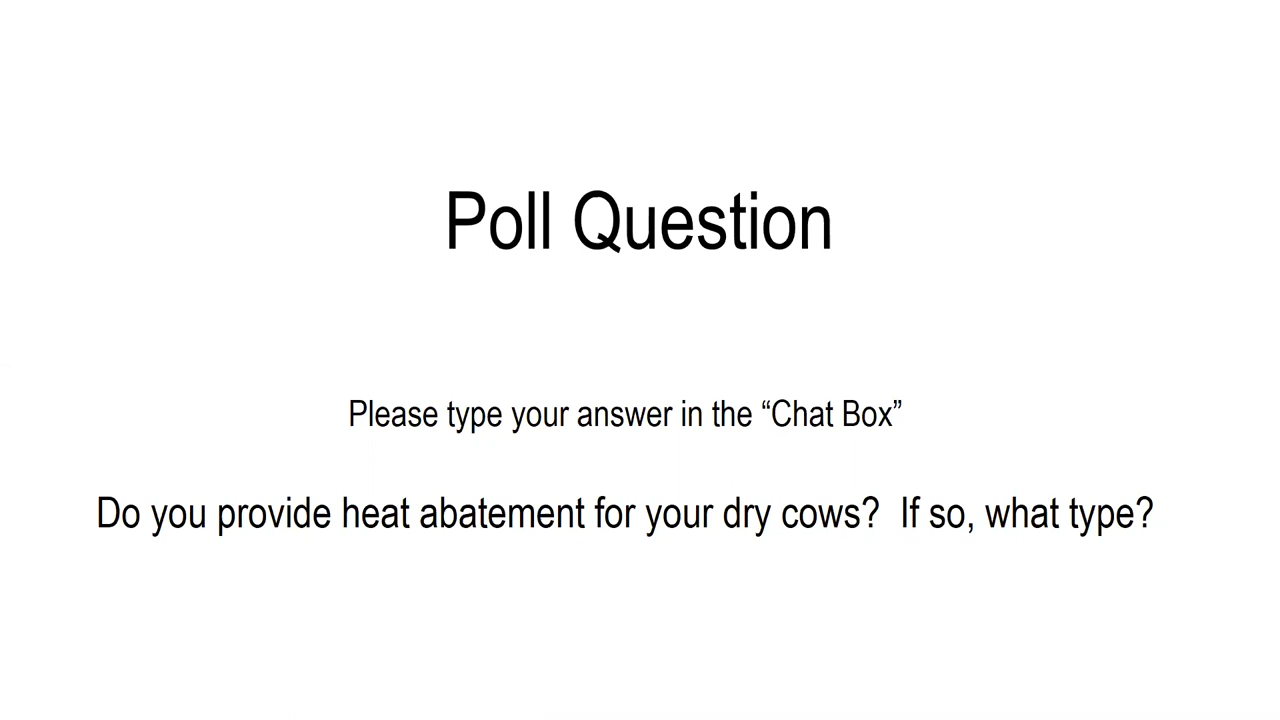 Poll Question
Please type your answer in the “Chat Box”
Do you provide heat abatement for your dry cows?  If so, what type?